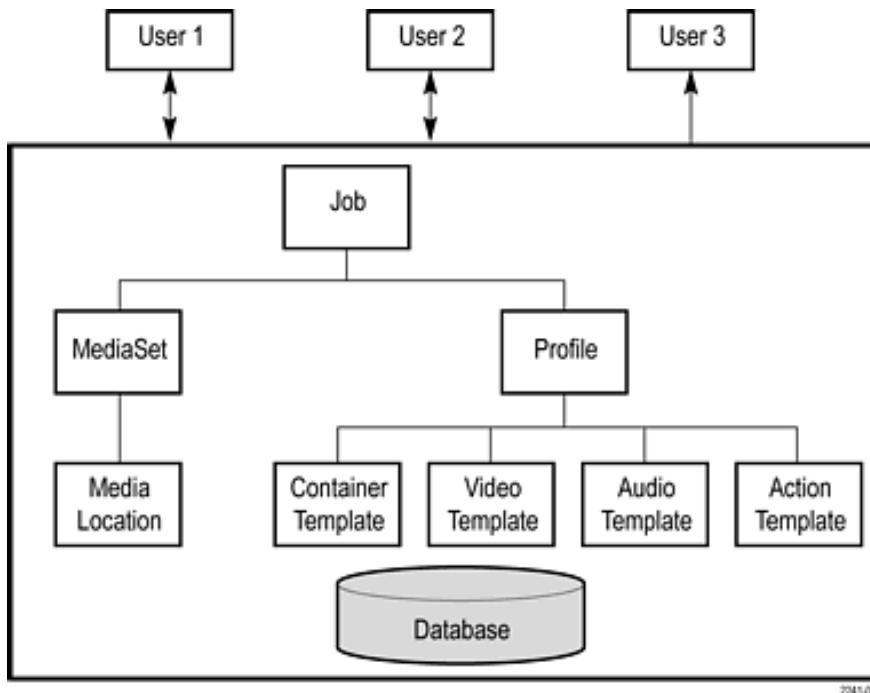 User 1
User 2
User 3
Job
MediaSet
Profile
Media
Location
Container
Template
Video
Template
Audio
Template
Action
Template
Database